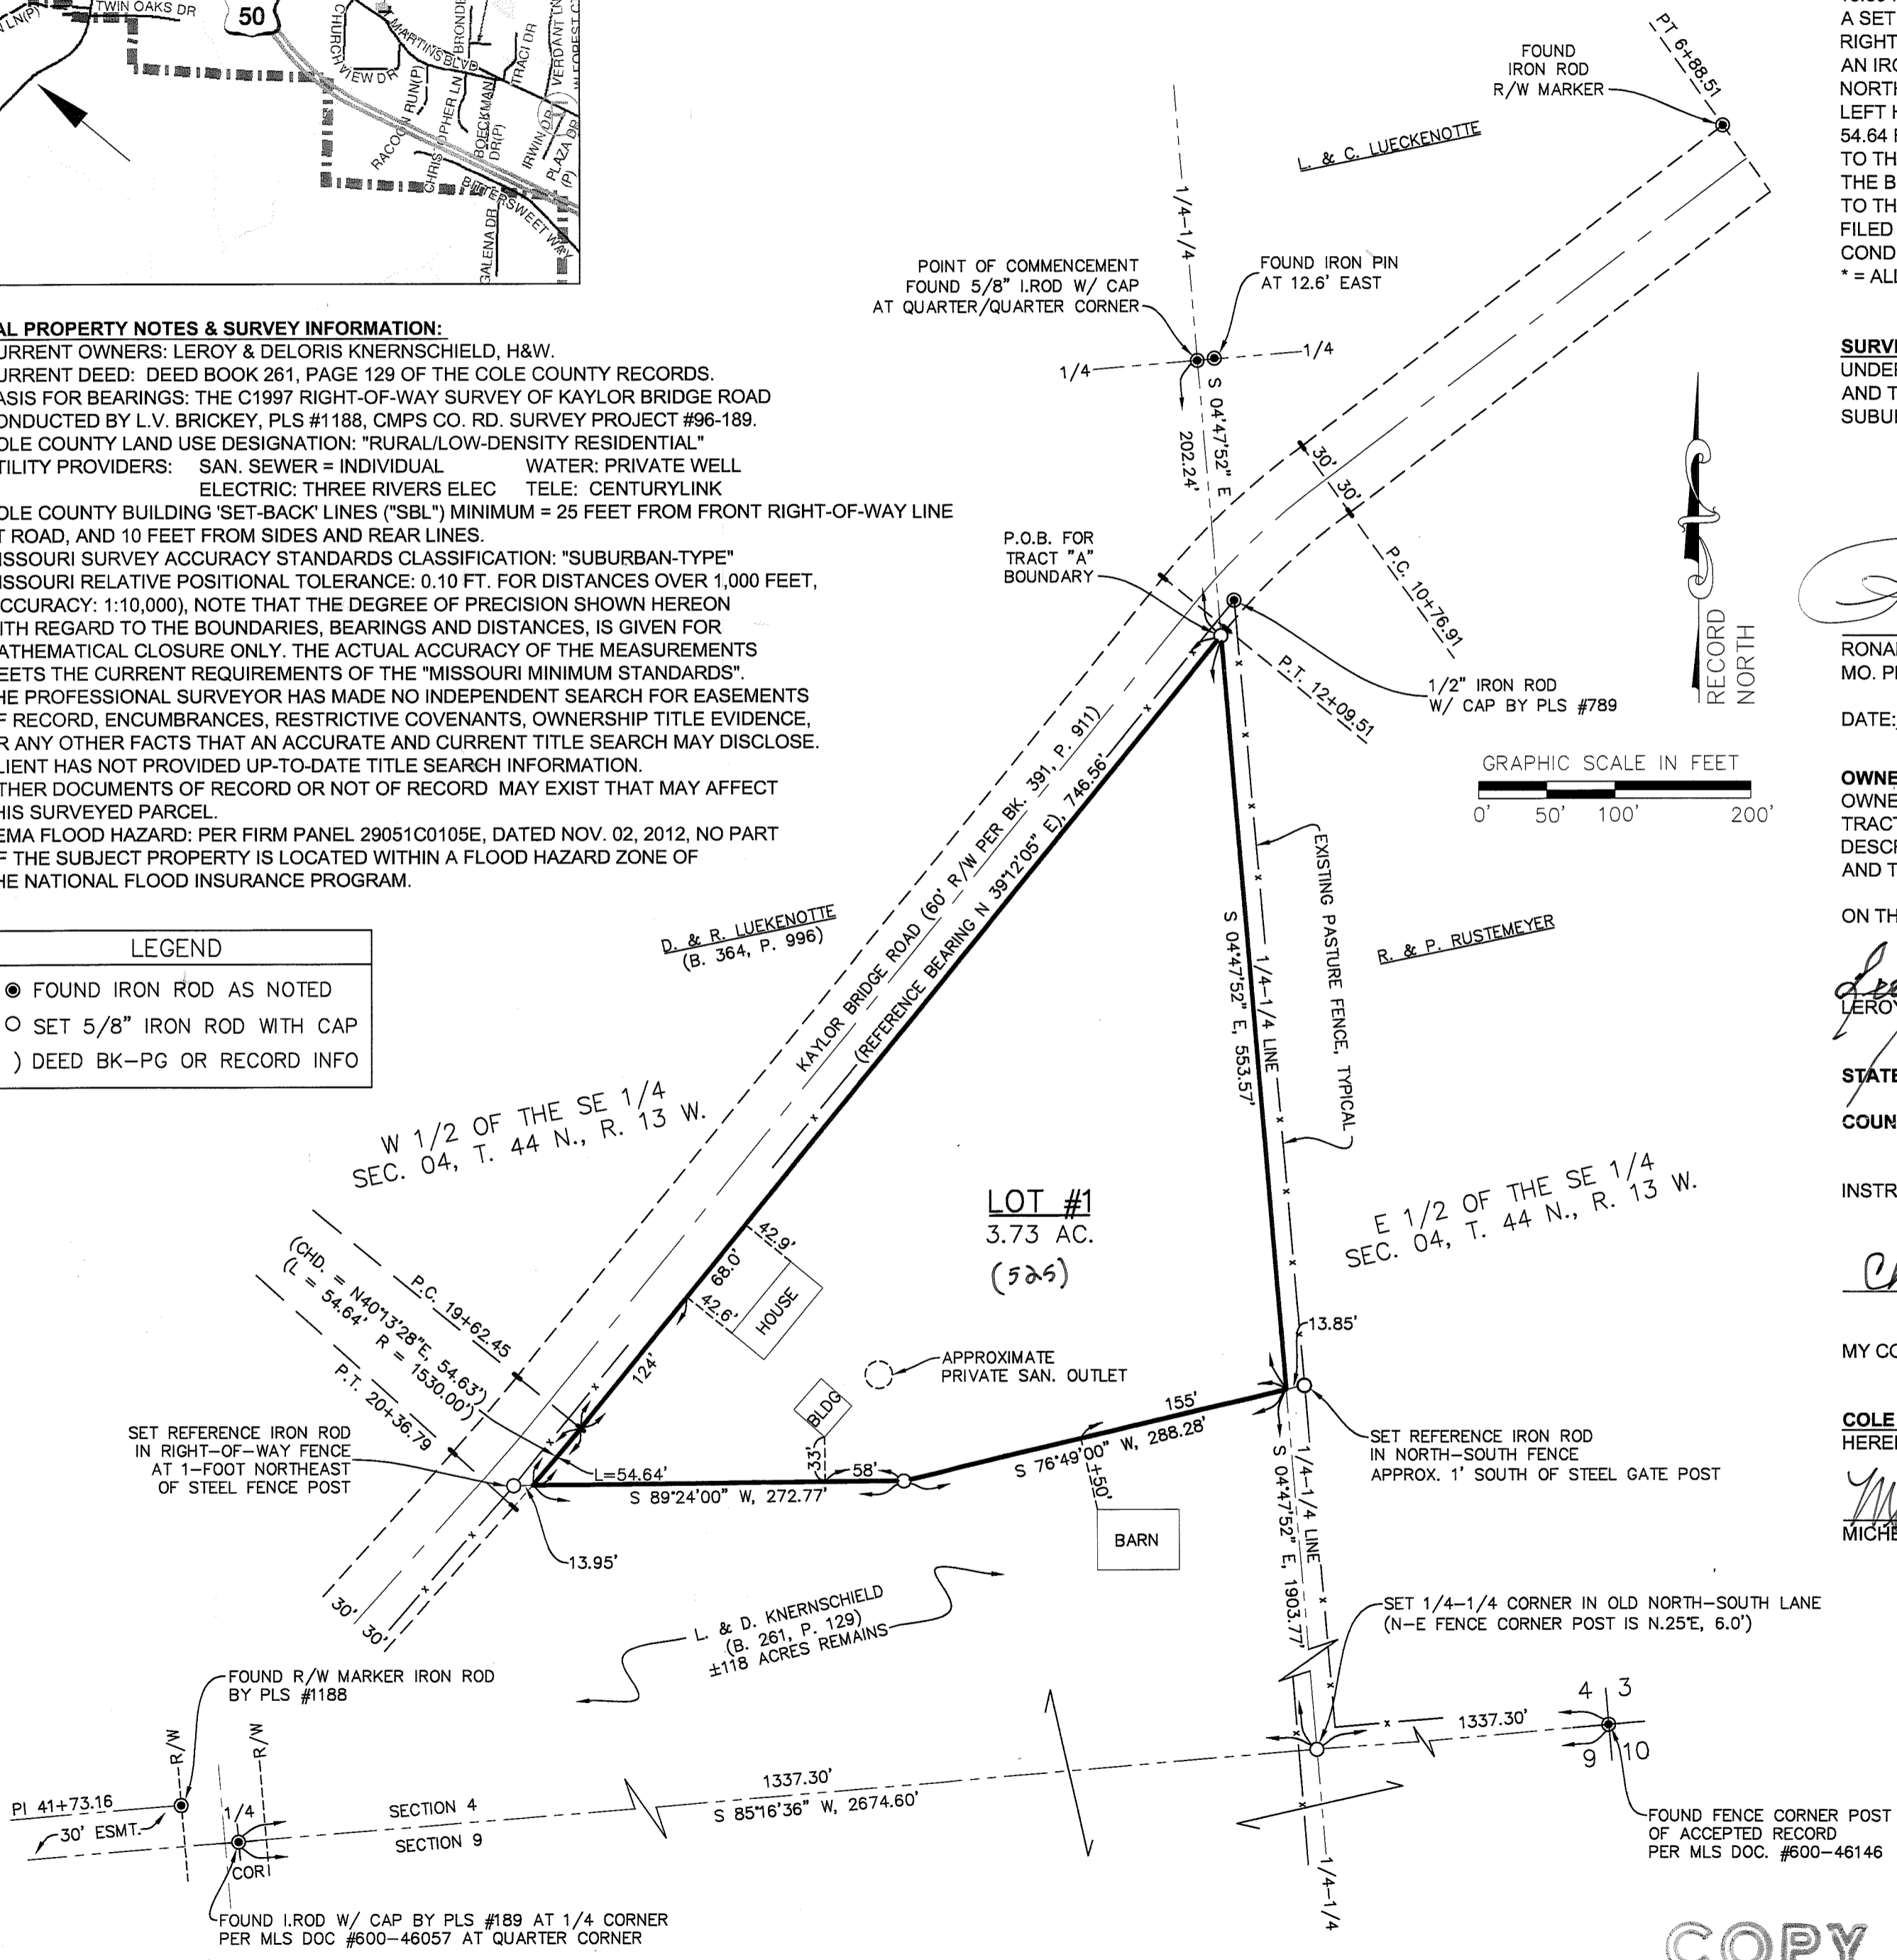 TWIN OAKS DR
50
LN(P)
CHURCH VIEW DR
MARTINS BLVD
TRACI DR
VERDANT LN
RACOON RUN(P)
CHRISTOPHER LN
BOECKMAN DR(P)
IRWIN DR
PLAZA DR (P)
BITTERSWEET WAY
GALENA DR
AL PROPERTY NOTES & SURVEY INFORMATION:
URRENT OWNERS: LEROY & DELORIS KNERNSCHIELD, H&W.
URRENT DEED: DEED BOOK 261, PAGE 129 OF THE COLE COUNTY RECORDS.
ASIS FOR BEARINGS: THE C1997 RIGHT-OF-WAY SURVEY OF KAYLOR BRIDGE ROAD
ONDUCTED BY L.V. BRICKEY, PLS #1188, CMPS CO. RD. SURVEY PROJECT #96-189.
OLE COUNTY LAND USE DESIGNATION: "RURAL/LOW-DENSITY RESIDENTIAL"
TILITY PROVIDERS: SAN. SEWER = INDIVIDUAL WATER: PRIVATE WELL
ELECTRIC: THREE RIVERS ELEC TELE: CENTURYLINK
OLE COUNTY BUILDING 'SET-BACK' LINES ("SBL") MINIMUM = 25 FEET FROM FRONT RIGHT-OF-WAY LINE
T ROAD, AND 10 FEET FROM SIDES AND REAR LINES.
ISSOURI SURVEY ACCURACY STANDARDS CLASSIFICATION: "SUBURBAN-TYPE"
ISSOURI RELATIVE POSITIONAL TOLERANCE: 0.10 FT. FOR DISTANCES OVER 1,000 FEET,
CCURACY: 1:10,000), NOTE THAT THE DEGREE OF PRECISION SHOWN HEREON
ITH REGARD TO THE BOUNDARIES, BEARINGS AND DISTANCES, IS GIVEN FOR
ATHEMATICAL CLOSURE ONLY. THE ACTUAL ACCURACY OF THE MEASUREMENTS
EETS THE CURRENT REQUIREMENTS OF THE "MISSOURI MINIMUM STANDARDS".
HE PROFESSIONAL SURVEYOR HAS MADE NO INDEPENDENT SEARCH FOR EASEMENTS
F RECORD, ENCUMBRANCES, RESTRICTIVE COVENANTS, OWNERSHIP TITLE EVIDENCE,
R ANY OTHER FACTS THAT AN ACCURATE AND CURRENT TITLE SEARCH MAY DISCLOSE.
LIENT HAS NOT PROVIDED UP-TO-DATE TITLE SEARCH INFORMATION.
THER DOCUMENTS OF RECORD OR NOT OF RECORD MAY EXIST THAT MAY AFFECT
HIS SURVEYED PARCEL.
EMA FLOOD HAZARD: PER FIRM PANEL 29051C0105E, DATED NOV. 02, 2012, NO PART
F THE SUBJECT PROPERTY IS LOCATED WITHIN A FLOOD HAZARD ZONE OF
HE NATIONAL FLOOD INSURANCE PROGRAM.
LEGEND
FOUND IRON ROD AS NOTED
SET 5/8" IRON ROD WITH CAP
) DEED BK-PG OR RECORD INFO
FOUND
IRON ROD
R/W MARKER
PT 6+88.51
L. & C. LUECKENOTTE
1/4-1/4
POINT OF COMMENCEMENT
FOUND 5/8" I.ROD W/ CAP
AT QUARTER/QUARTER CORNER
FOUND IRON PIN
AT 12.6' EAST
1/4
1/4
S 04°47'52" E
202.24'
30'
30'
P.C. 10+76.91
P.O.B. FOR
TRACT "A"
BOUNDARY
P.T. 12+09.51
1/2" IRON ROD
W/ CAP BY PLS #789
RECORD
NORTH
GRAPHIC SCALE IN FEET
0' 50' 100' 200'
KAYLOR BRIDGE ROAD (60' R/W PER BK. 391, P. 911)
(REFERENCE BEARING N 39°12'05" E), 746.56'
EXISTING PASTURE FENCE, TYPICAL
1/4-1/4 LINE
S 04°47'52" E, 553.57'
D. & R. LUEKENOTTE
(B. 364, P. 996)
R. & P. RUSTEMEYER
W 1/2 OF THE SE 1/4
SEC. 04, T. 44 N., R. 13 W.
E 1/2 OF THE SE 1/4
SEC. 04, T. 44 N., R. 13 W.
LOT #1
3.73 AC.
(525)
42.9'
68.0'
42.6'
HOUSE
124'
P.C. 19+62.45
(CHD. = N40°13'28"E, 54.63')
(L = 54.64' R = 1530.00')
P.T. 20+36.79
APPROXIMATE
PRIVATE SAN. OUTLET
BLDG
33'
58'
L=54.64'
S 89°24'00" W, 272.77'
155'
S 76°49'00" W, 288.28'
±50'
BARN
13.85'
13.95'
SET REFERENCE IRON ROD
IN RIGHT-OF-WAY FENCE
AT 1-FOOT NORTHEAST
OF STEEL FENCE POST
SET REFERENCE IRON ROD
IN NORTH-SOUTH FENCE
APPROX. 1' SOUTH OF STEEL GATE POST
1/4-1/4 LINE
S 04°47'52" E, 1903.77'
30'
30'
L. & D. KNERNSCHIELD
(B. 261, P. 129)
±118 ACRES REMAINS
SET 1/4-1/4 CORNER IN OLD NORTH-SOUTH LANE
(N-E FENCE CORNER POST IS N.25°E, 6.0')
FOUND R/W MARKER IRON ROD
BY PLS #1188
R/W
R/W
PI 41+73.16
30' ESMT.
1/4
COR
SECTION 4
SECTION 9
1337.30'
S 85°16'36" W, 2674.60'
1337.30'
4 3
9 10
1/4-1/4
FOUND FENCE CORNER POST
OF ACCEPTED RECORD
PER MLS DOC. #600-46146
FOUND I.ROD W/ CAP BY PLS #189 AT 1/4 CORNER
PER MLS DOC #600-46057 AT QUARTER CORNER
A SET
RIGHT
AN IRO
NORTH
LEFT H
54.64 F
TO TH
THE B
TO TH
FILED
COND
* = ALL
SURVE
UNDER
AND T
SUBUR
RONAL
MO. PL
DATE:
OWNE
OWNE
TRACT
DESCR
AND T
ON TH
LEROY
STATE
COUN
INSTR
MY CO
COLE
HEREE
MICHE
COPY